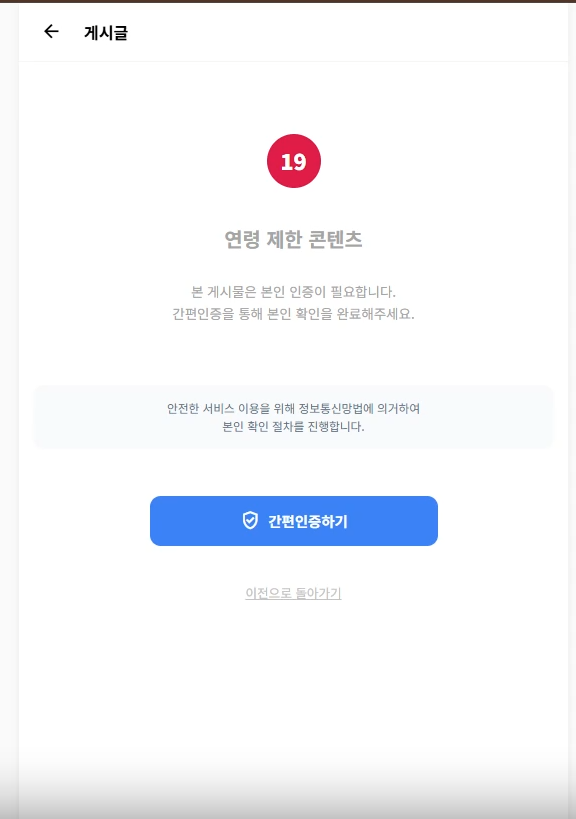 게시글
19
연령 제한 콘텐츠
본 게시물은 본인 인증이 필요합니다.
간편인증을 통해 본인 확인을 완료해주세요.
안전한 서비스 이용을 위해 정보통신망법에 의거하여
본인 확인 절차를 진행합니다.
간편인증하기
이전으로 돌아가기